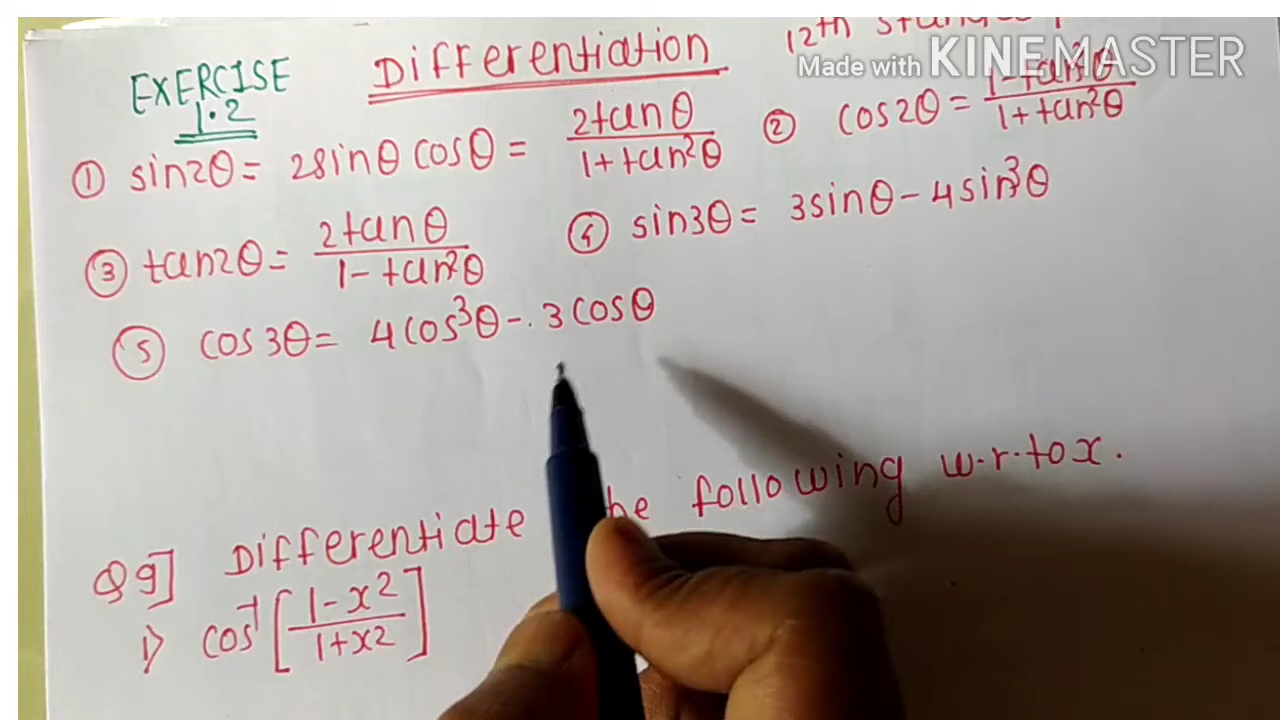 12th
Made with KINEMASTER
EXERCISE 1.2
Differentiation
① sin2θ = 2sinθ cosθ = 2tanθ / 1+tan²θ
② cos2θ = 1-tan²θ / 1+tan²θ
③ tan2θ = 2tanθ / 1-tan²θ
④ sin3θ = 3sinθ - 4sin³θ
⑤ cos3θ = 4cos³θ - 3cosθ
Q9] Differentiate the following w.r.to x.
1) cos⁻¹[1-x² / 1+x²]